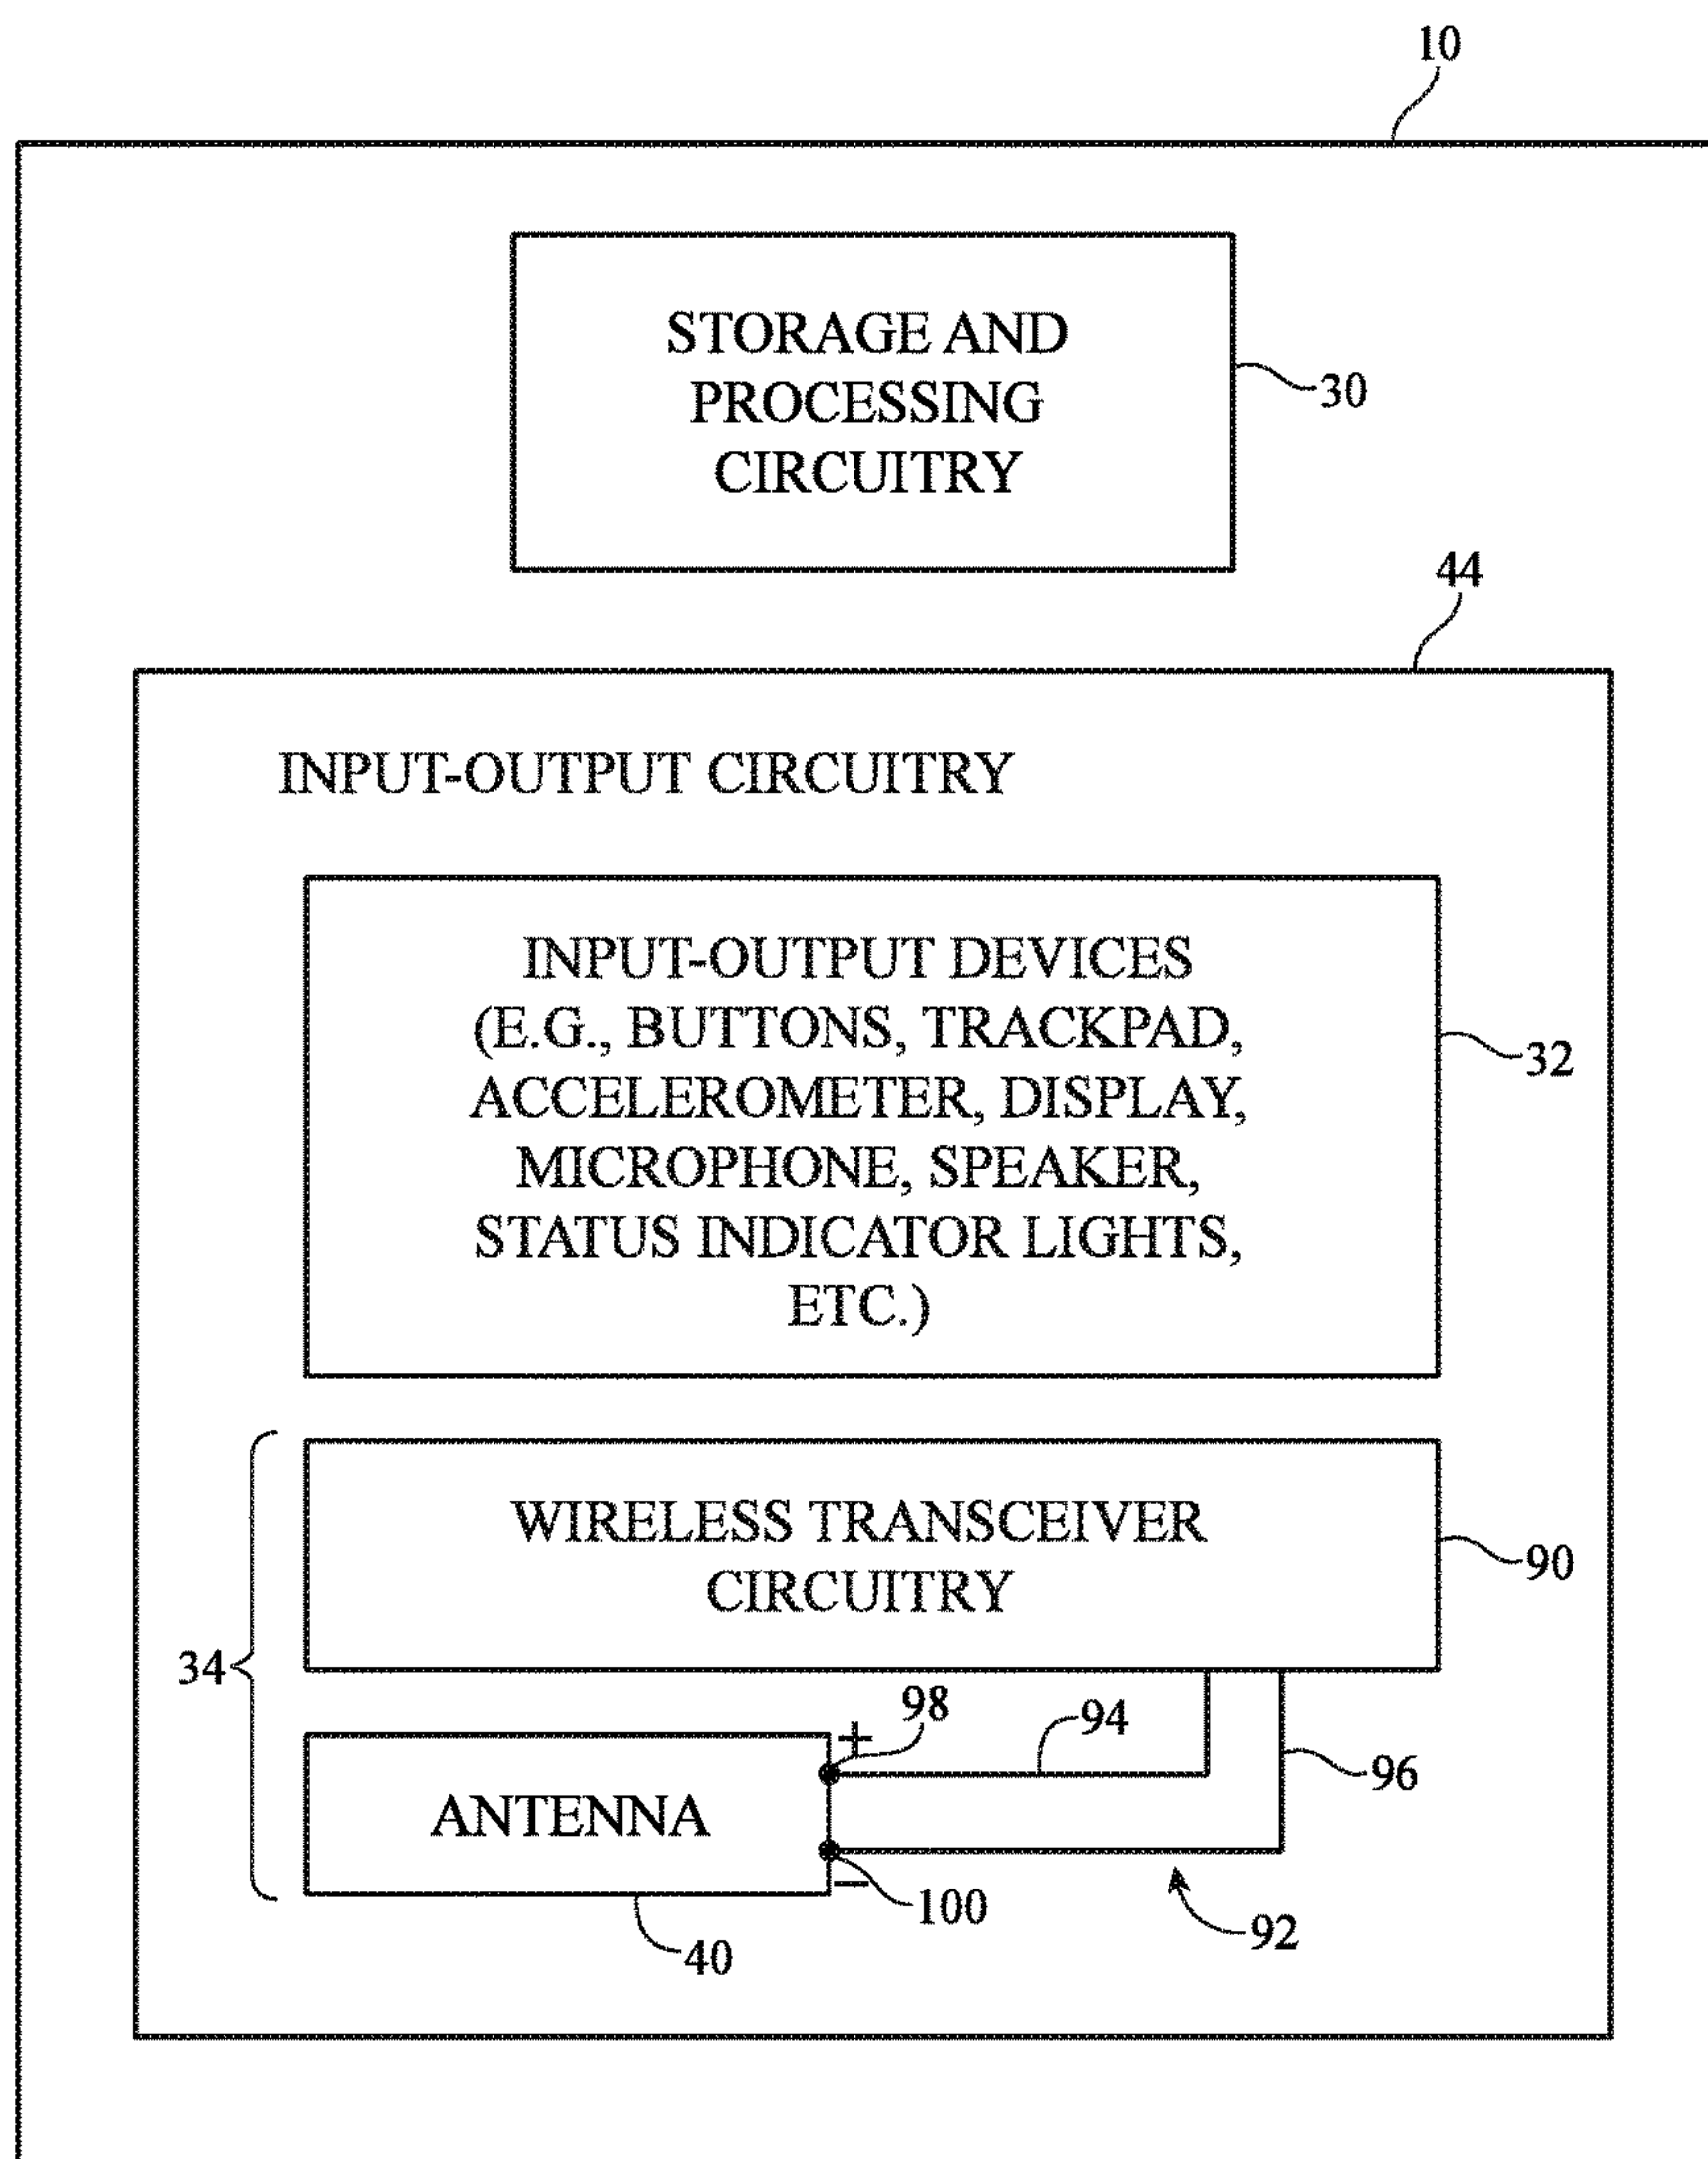 10
STORAGE AND
PROCESSING
CIRCUITRY
30
44
INPUT-OUTPUT CIRCUITRY
INPUT-OUTPUT DEVICES
(E.G., BUTTONS, TRACKPAD,
ACCELEROMETER, DISPLAY,
MICROPHONE, SPEAKER,
STATUS INDICATOR LIGHTS,
ETC.)
32
WIRELESS TRANSCEIVER
CIRCUITRY
90
34
98
94
+
96
ANTENNA
−
100
92
40